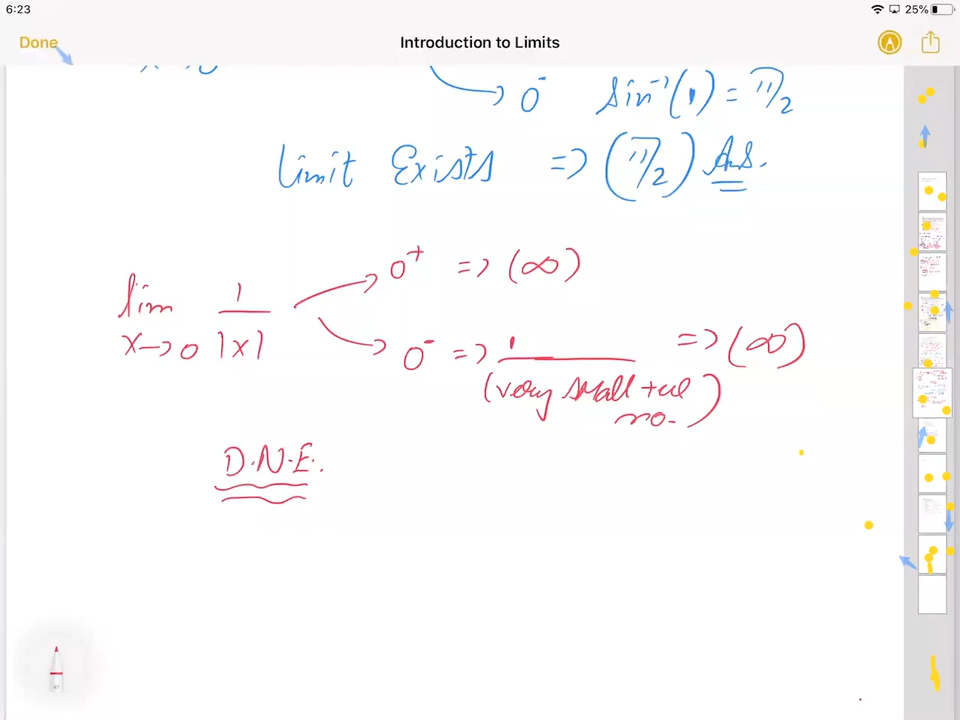 6:23
25%
Done
Introduction to Limits
0⁻ sin⁻¹(1) = π/2
Limit Exists => (π/2) Ans.
0⁺ => (∞)
lim x→0 1/|x|
0⁻ => 1/(very small +ve no.) => (∞)
D.N.E.